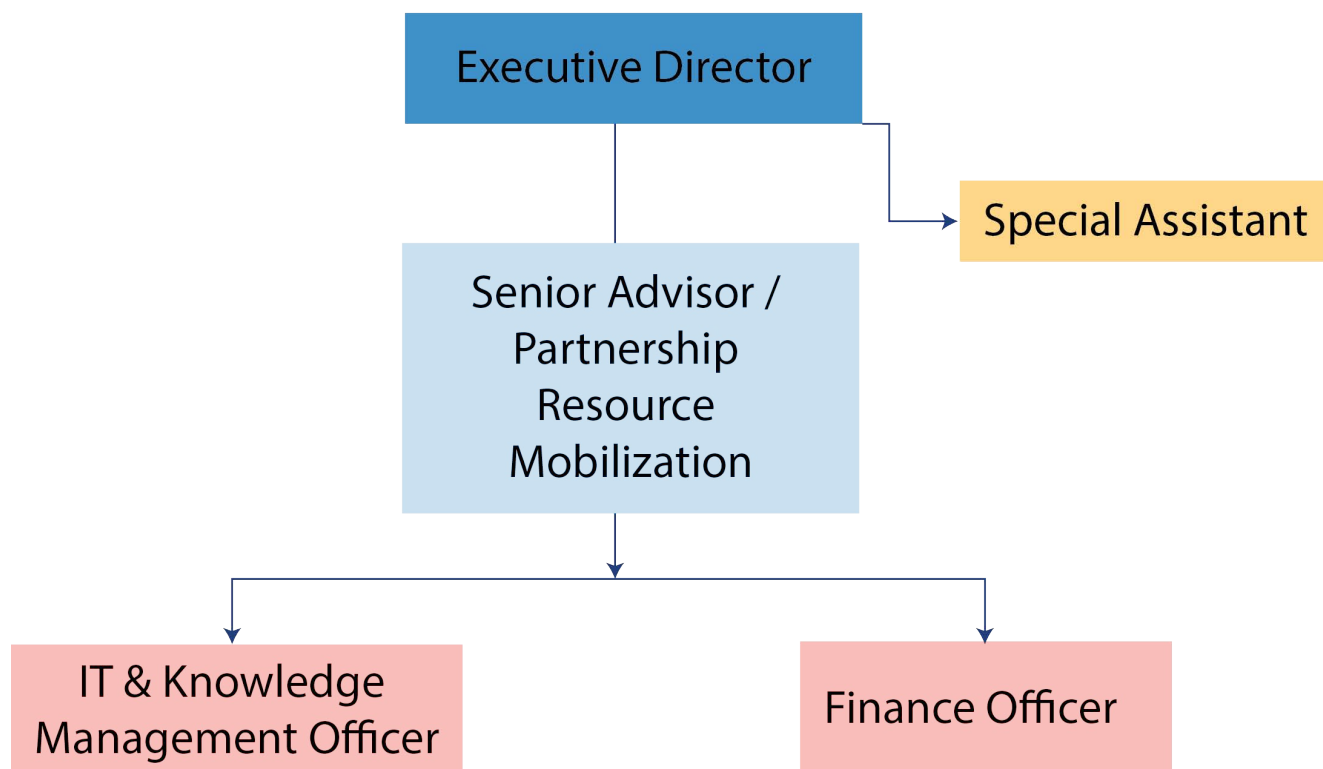 Executive Director
Special Assistant
Senior Advisor /
Partnership
Resource
Mobilization
IT & Knowledge
Management Officer
Finance Officer